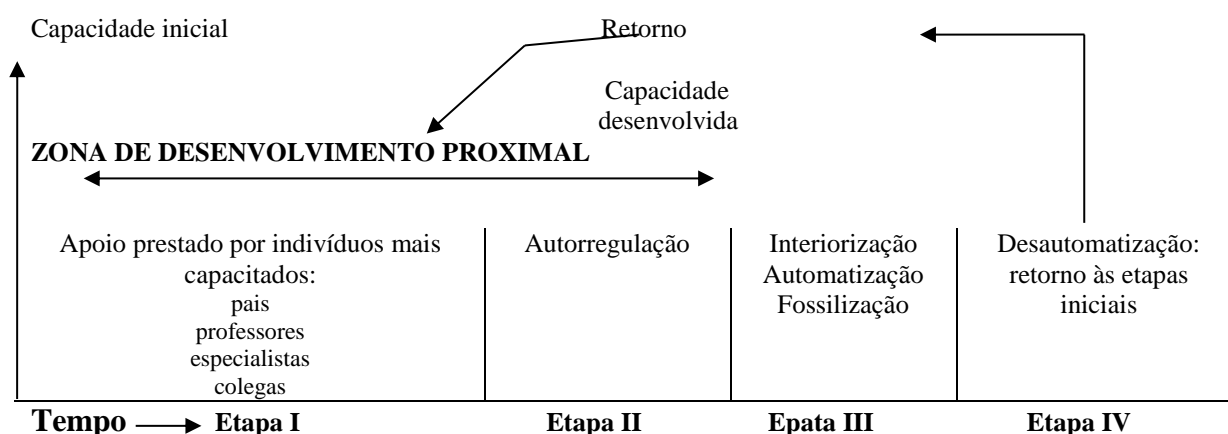 Capacidade inicial
Retorno
Capacidade
desenvolvida
ZONA DE DESENVOLVIMENTO PROXIMAL
Apoio prestado por indivíduos mais
capacitados:
pais
professores
especialistas
colegas
Autorregulação
Interiorização
Automatização
Fossilização
Desautomatização:
retorno às etapas
iniciais
Tempo Etapa I Etapa II Epata III Etapa IV